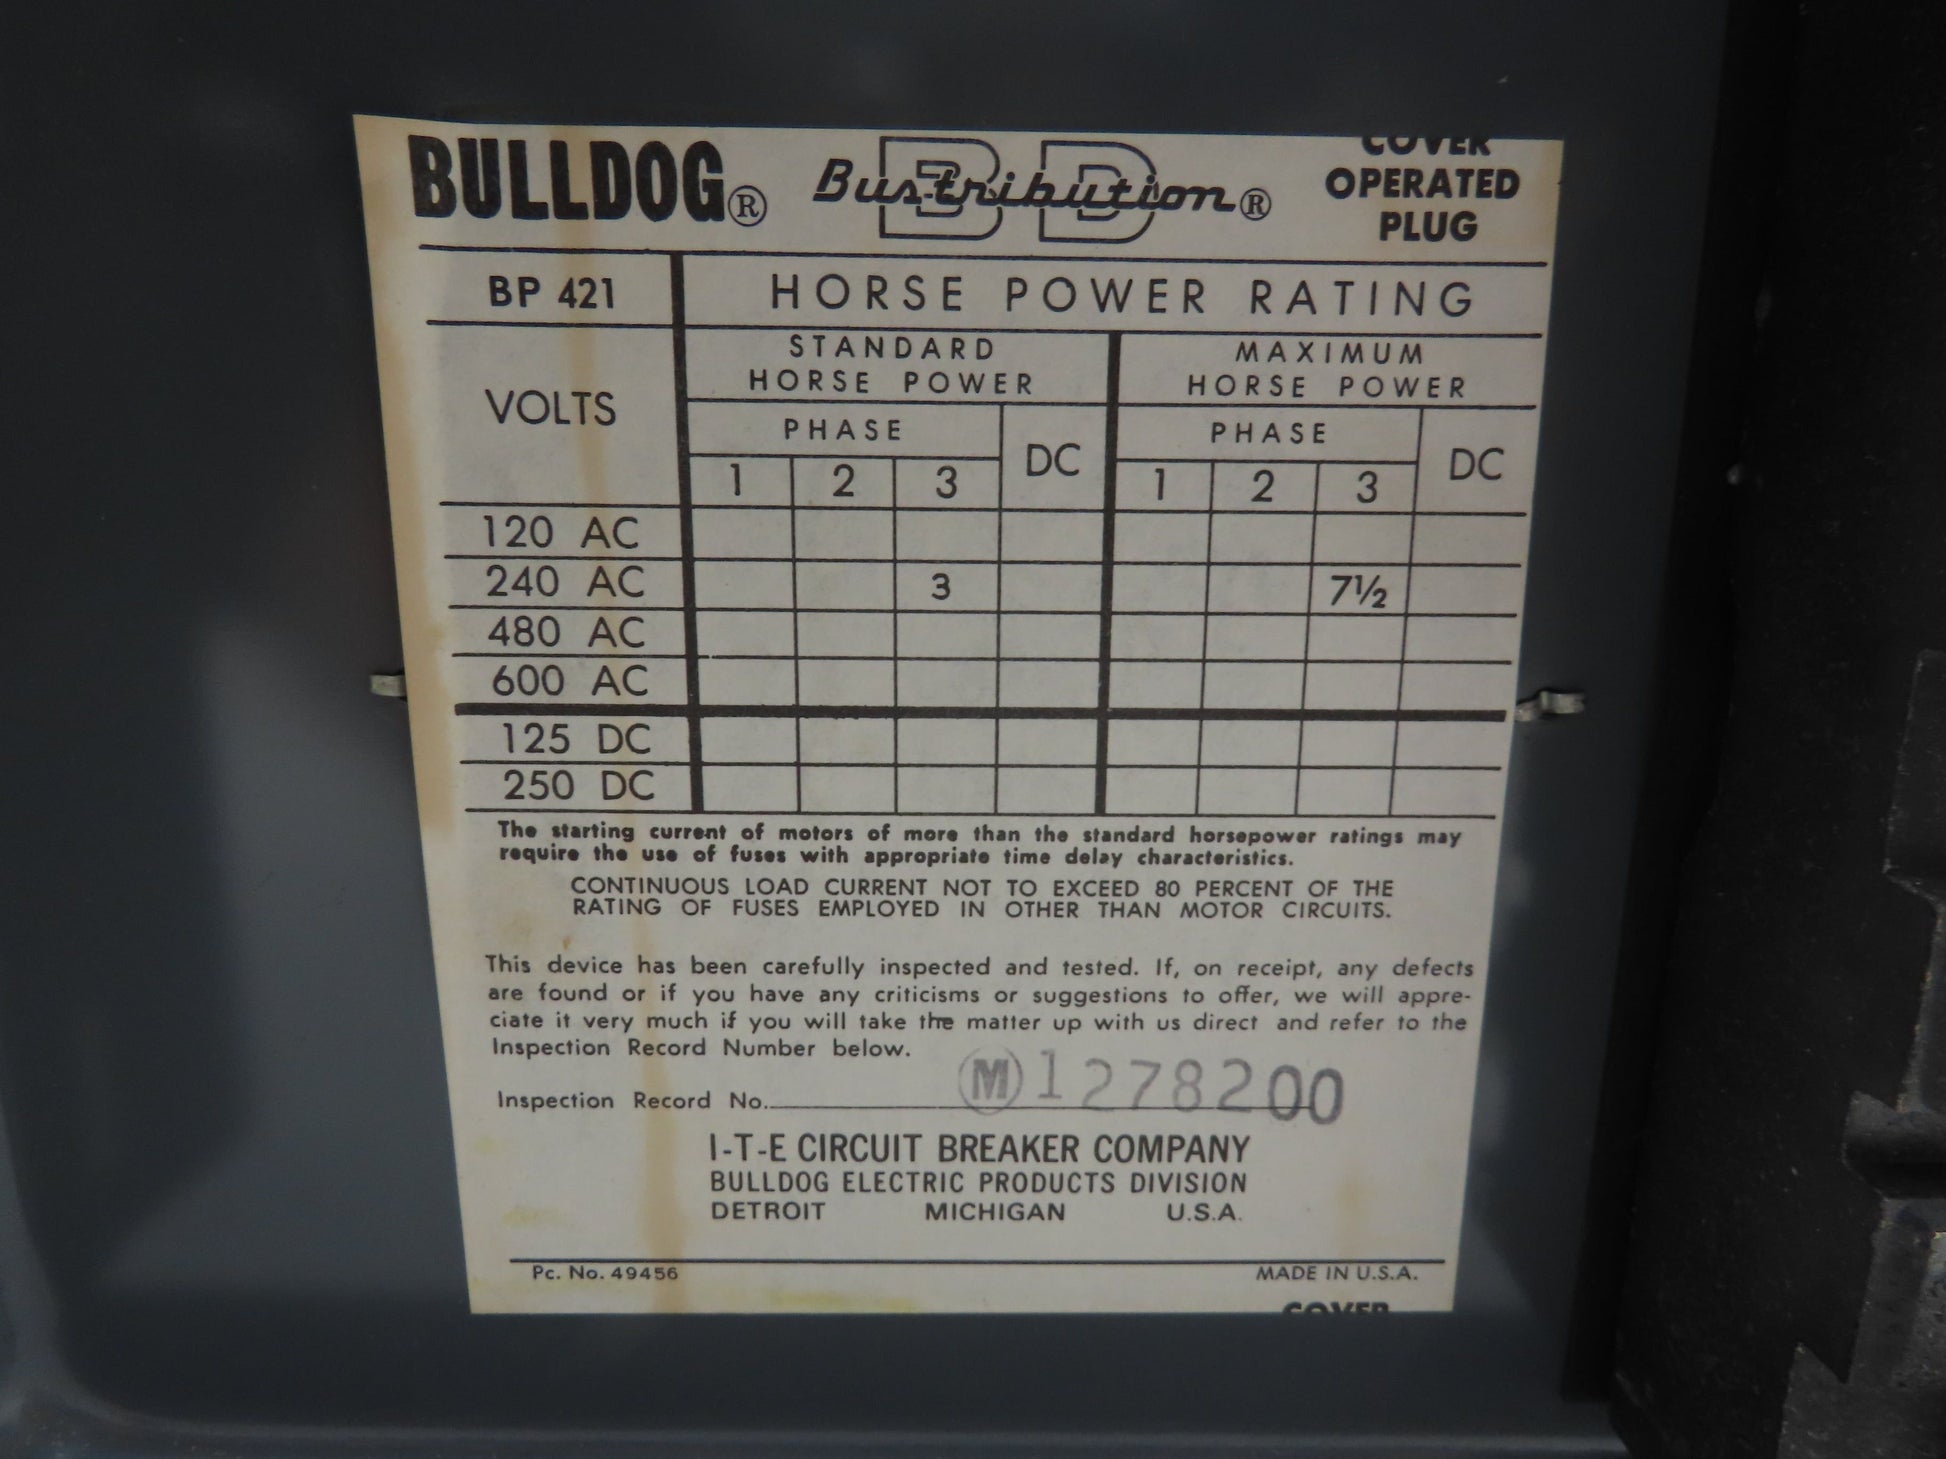 BULLDOG® BD Bustribution® COVER
OPERATED
PLUG
BP 421 HORSE POWER RATING
VOLTS
STANDARD
HORSE POWER
MAXIMUM
HORSE POWER
PHASE DC PHASE DC
1 2 3 1 2 3
120 AC
240 AC 3 7½
480 AC
600 AC
125 DC
250 DC
The starting current of motors of more than the standard horsepower ratings may
require the use of fuses with appropriate time delay characteristics.
CONTINUOUS LOAD CURRENT NOT TO EXCEED 80 PERCENT OF THE
RATING OF FUSES EMPLOYED IN OTHER THAN MOTOR CIRCUITS.
This device has been carefully inspected and tested. If, on receipt, any defects
are found or if you have any criticisms or suggestions to offer, we will appre-
ciate it very much if you will take the matter up with us direct and refer to the
Inspection Record Number below.
Inspection Record No. Ⓜ1278200
I-T-E CIRCUIT BREAKER COMPANY
BULLDOG ELECTRIC PRODUCTS DIVISION
DETROIT MICHIGAN U.S.A.
Pc. No. 49456 MADE IN U.S.A.
COVER